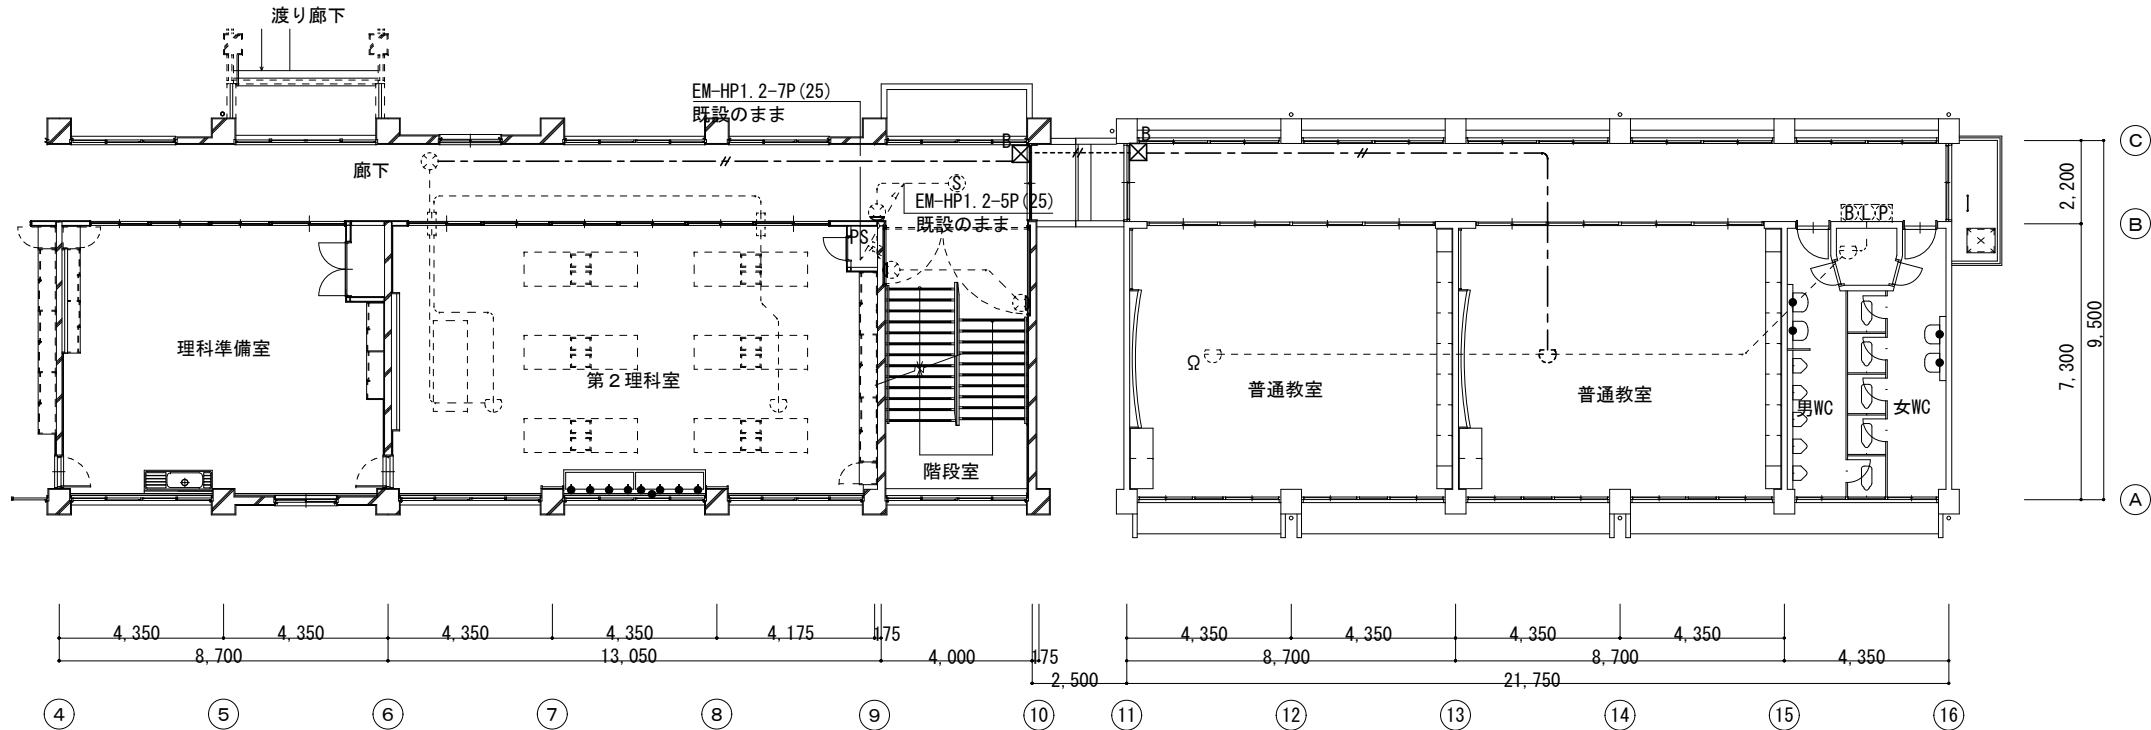 渡り廊下
EM-HP1.2-7P(25)
既設のまま
B
B
C
廊下
S
EM-HP1.2-5P(25)
既設のまま
PS
BLP
B
2,200
理科準備室
第2理科室
Ω
普通教室
普通教室
男WC
女WC
7,300
9,500
階段室
A
4,350
4,350
4,350
4,350
4,175
175
4,350
4,350
4,350
4,350
8,700
13,050
4,000
175
8,700
8,700
4,350
2,500
21,750
4
5
6
7
8
9
10
11
12
13
14
15
16